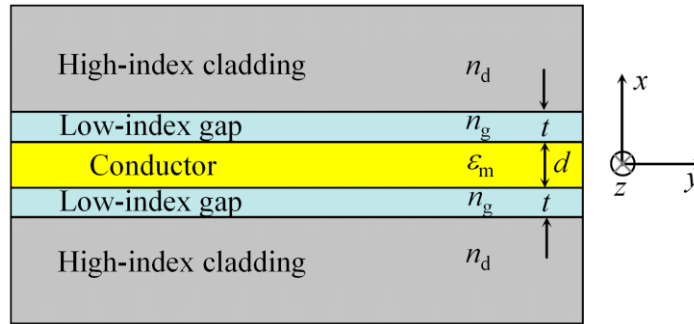 High-index cladding n_d
Low-index gap n_g t
Conductor ε_m d
Low-index gap n_g t
High-index cladding n_d
x
y
z